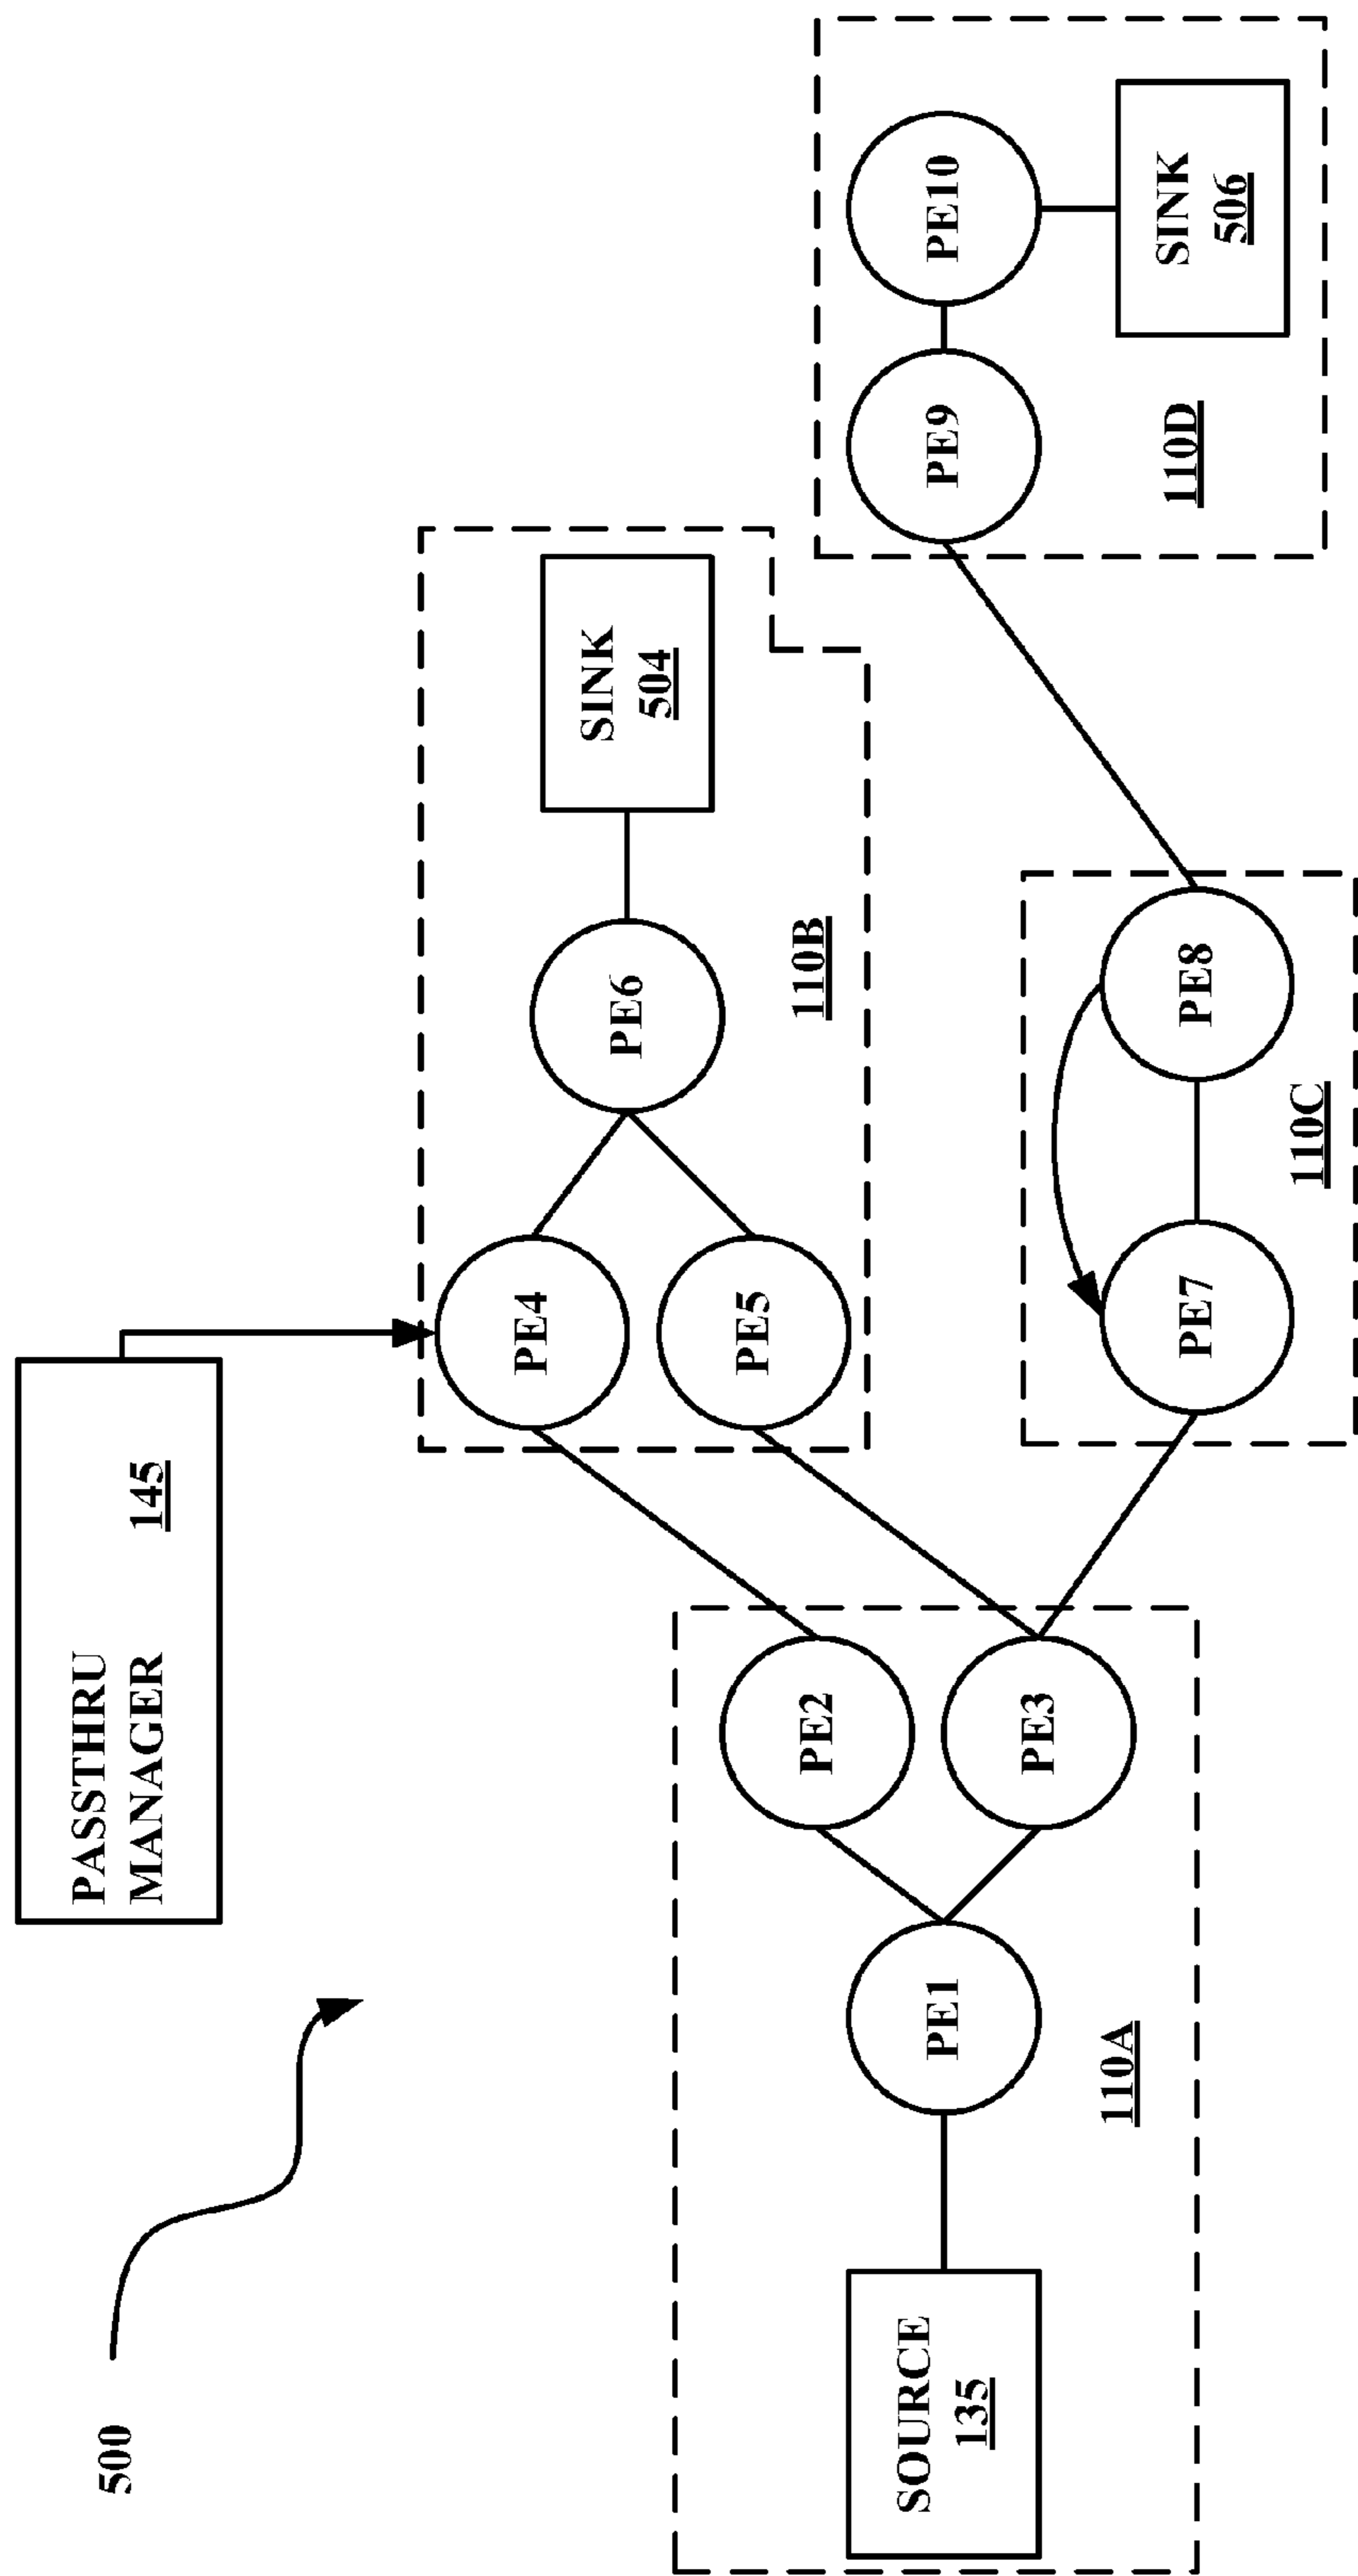 500
PASSTHRU
MANAGER 145
SOURCE
135
PE1
PE2
PE3
110A
PE4
PE5
PE6
SINK
504
110B
PE7
PE8
110C
PE9
PE10
SINK
506
110D